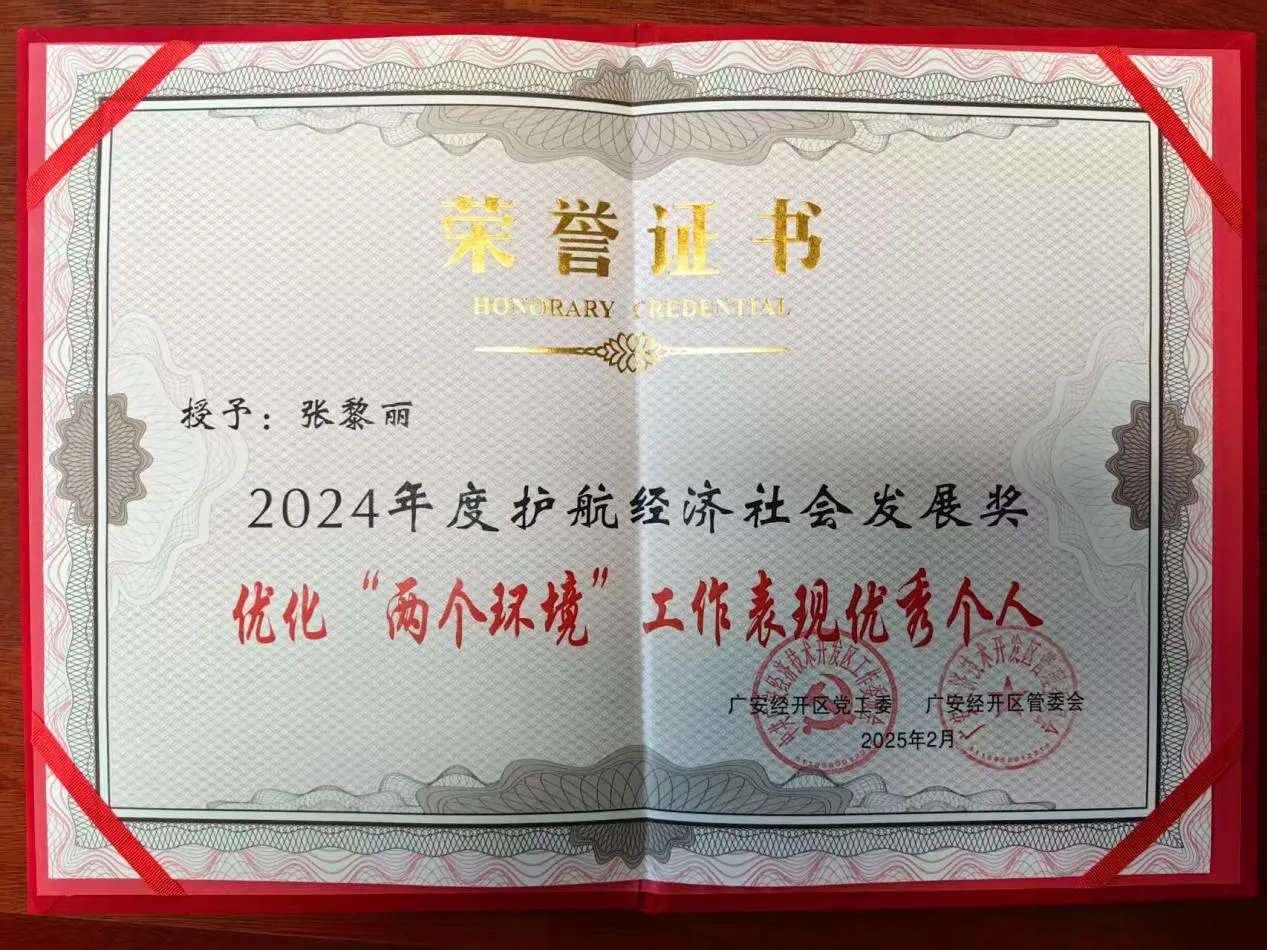 荣誉证书
HONORARY CREDENTIAL
授予：张黎丽
2024年度护航经济社会发展奖
优化“两个环境”工作表现优秀个人
广安经开区党工委 广安经开区管委会
2025年2月